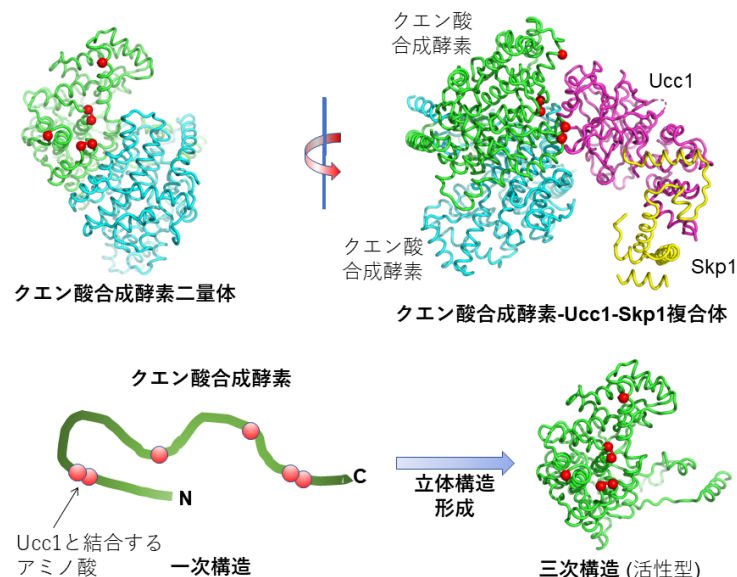 クエン酸
合成酵素
Ucc1
クエン酸
合成酵素
Skp1
クエン酸合成酵素二量体
クエン酸合成酵素-Ucc1-Skp1複合体
クエン酸合成酵素
C
N
立体構造
形成
Ucc1と結合する
アミノ酸
一次構造
三次構造 (活性型)